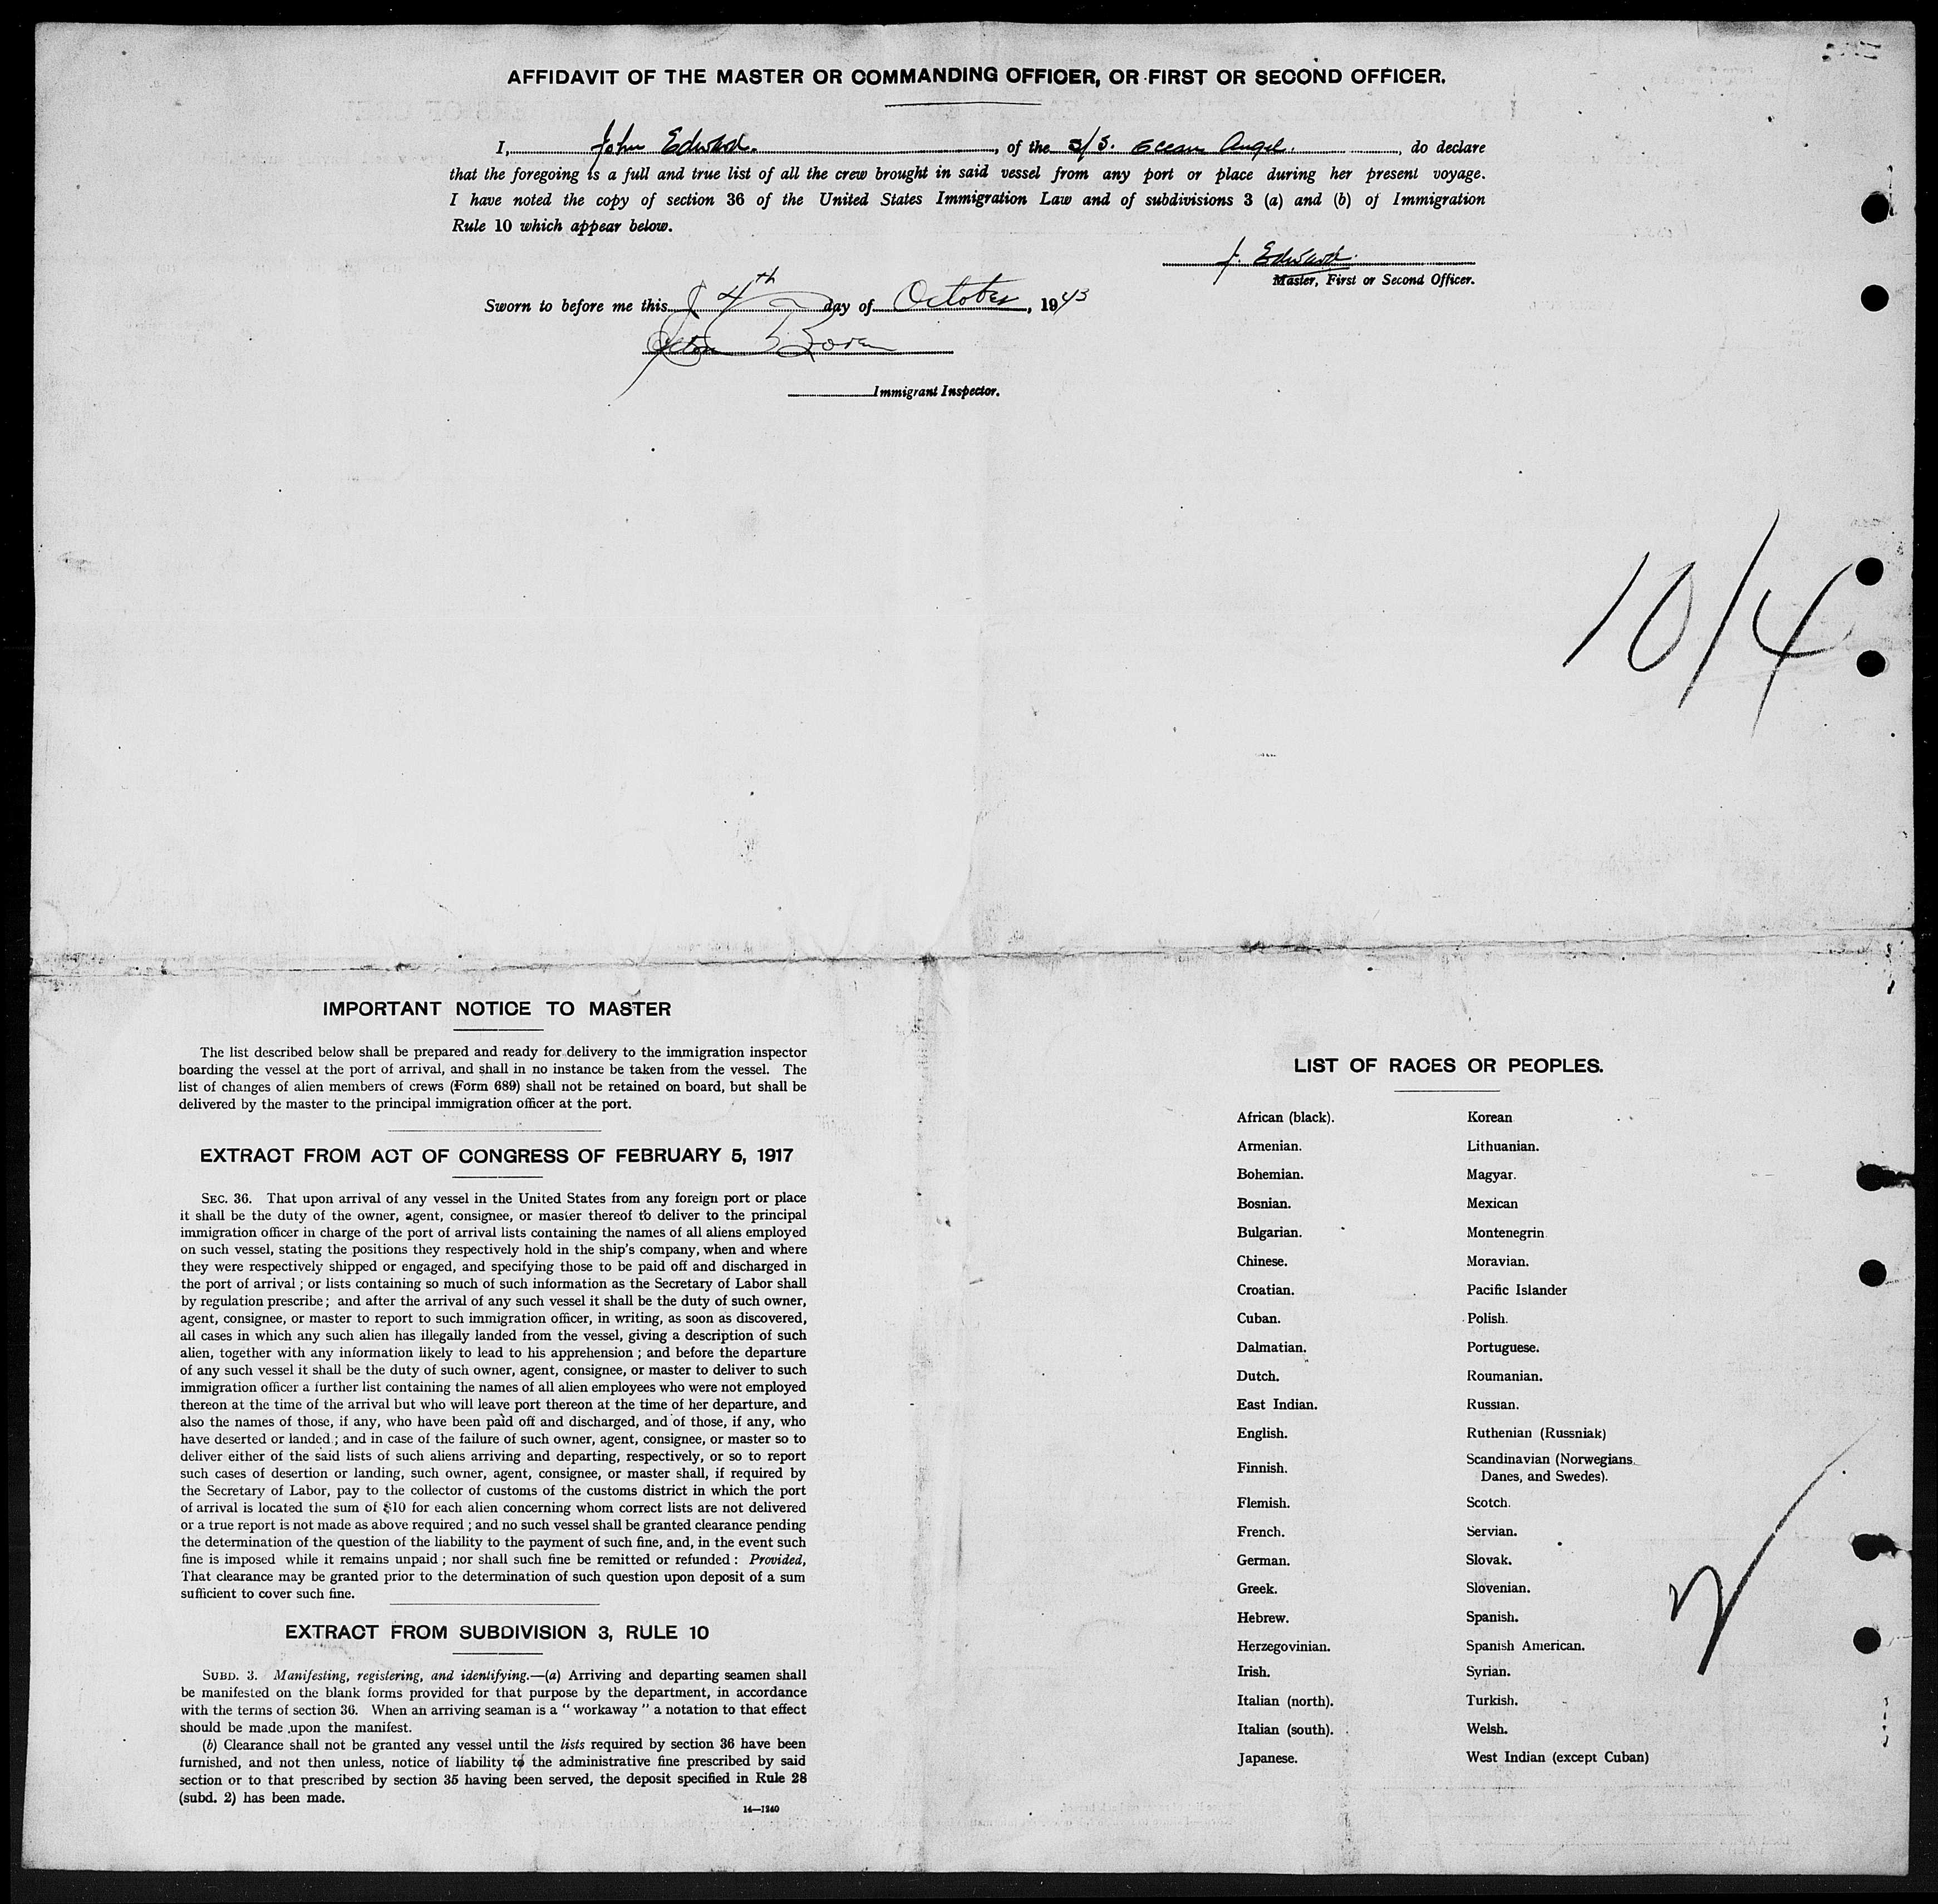 AFFIDAVIT OF THE MASTER OR COMMANDING OFFICER, OR FIRST OR SECOND OFFICER.
I, John Edward. , of the S/S. Ocean Angel. , do declare
that the foregoing is a full and true list of all the crew brought in said vessel from any port or place during her present voyage.
I have noted the copy of section 36 of the United States Immigration Law and of subdivisions 3 (a) and (b) of Immigration
Rule 10 which appear below.
J. Edward.
Master, First or Second Officer.
Sworn to before me this 4th day of October, 1943
Immigrant Inspector.
10/4
IMPORTANT NOTICE TO MASTER
The list described below shall be prepared and ready for delivery to the immigration inspector
boarding the vessel at the port of arrival, and shall in no instance be taken from the vessel. The
list of changes of alien members of crews (Form 689) shall not be retained on board, but shall be
delivered by the master to the principal immigration officer at the port.
EXTRACT FROM ACT OF CONGRESS OF FEBRUARY 5, 1917
SEC. 36. That upon arrival of any vessel in the United States from any foreign port or place
it shall be the duty of the owner, agent, consignee, or master thereof to deliver to the principal
immigration officer in charge of the port of arrival lists containing the names of all aliens employed
on such vessel, stating the positions they respectively hold in the ship's company, when and where
they were respectively shipped or engaged, and specifying those to be paid off and discharged in
the port of arrival; or lists containing so much of such information as the Secretary of Labor shall
by regulation prescribe; and after the arrival of any such vessel it shall be the duty of such owner,
agent, consignee, or master to report to such immigration officer, in writing, as soon as discovered,
all cases in which any such alien has illegally landed from the vessel, giving a description of such
alien, together with any information likely to lead to his apprehension; and before the departure
of any such vessel it shall be the duty of such owner, agent, consignee, or master to deliver to such
immigration officer a further list containing the names of all alien employees who were not employed
thereon at the time of the arrival but who will leave port thereon at the time of her departure, and
also the names of those, if any, who have been paid off and discharged, and of those, if any, who
have deserted or landed; and in case of the failure of such owner, agent, consignee, or master so to
deliver either of the said lists of such aliens arriving and departing, respectively, or so to report
such cases of desertion or landing, such owner, agent, consignee, or master shall, if required by
the Secretary of Labor, pay to the collector of customs of the customs district in which the port
of arrival is located the sum of $10 for each alien concerning whom correct lists are not delivered
or a true report is not made as above required; and no such vessel shall be granted clearance pending
the determination of the question of the liability to the payment of such fine, and, in the event such
fine is imposed while it remains unpaid; nor shall such fine be remitted or refunded: Provided,
That clearance may be granted prior to the determination of such question upon deposit of a sum
sufficient to cover such fine.
EXTRACT FROM SUBDIVISION 3, RULE 10
SUBD. 3. Manifesting, registering, and identifying.—(a) Arriving and departing seamen shall
be manifested on the blank forms provided for that purpose by the department, in accordance
with the terms of section 36. When an arriving seaman is a "workaway" a notation to that effect
should be made upon the manifest.
(b) Clearance shall not be granted any vessel until the lists required by section 36 have been
furnished, and not then unless, notice of liability to the administrative fine prescribed by said
section or to that prescribed by section 35 having been served, the deposit specified in Rule 28
(subd. 2) has been made.
14—1240
LIST OF RACES OR PEOPLES.
African (black).
Armenian.
Bohemian.
Bosnian.
Bulgarian.
Chinese.
Croatian.
Cuban.
Dalmatian.
Dutch.
East Indian.
English.
Finnish.
Flemish.
French.
German.
Greek.
Hebrew.
Herzegovinian.
Irish.
Italian (north).
Italian (south).
Japanese.
Korean
Lithuanian.
Magyar.
Mexican
Montenegrin
Moravian.
Pacific Islander
Polish.
Portuguese.
Roumanian.
Russian.
Ruthenian (Russniak)
Scandinavian (Norwegians.
Danes, and Swedes).
Scotch.
Servian.
Slovak.
Slovenian.
Spanish.
Spanish American.
Syrian.
Turkish.
Welsh.
West Indian (except Cuban)